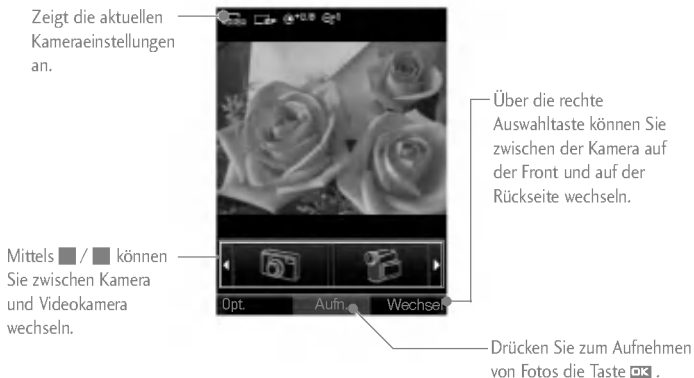 Zeigt die aktuellen
Kameraeinstellungen
an.
Über die rechte
Auswahltaste können Sie
zwischen der Kamera auf
der Front und auf der
Rückseite wechseln.
Mittels / können
Sie zwischen Kamera
und Videokamera
wechseln.
Opt. Aufn. Wechsel
Drücken Sie zum Aufnehmen
von Fotos die Taste OK .